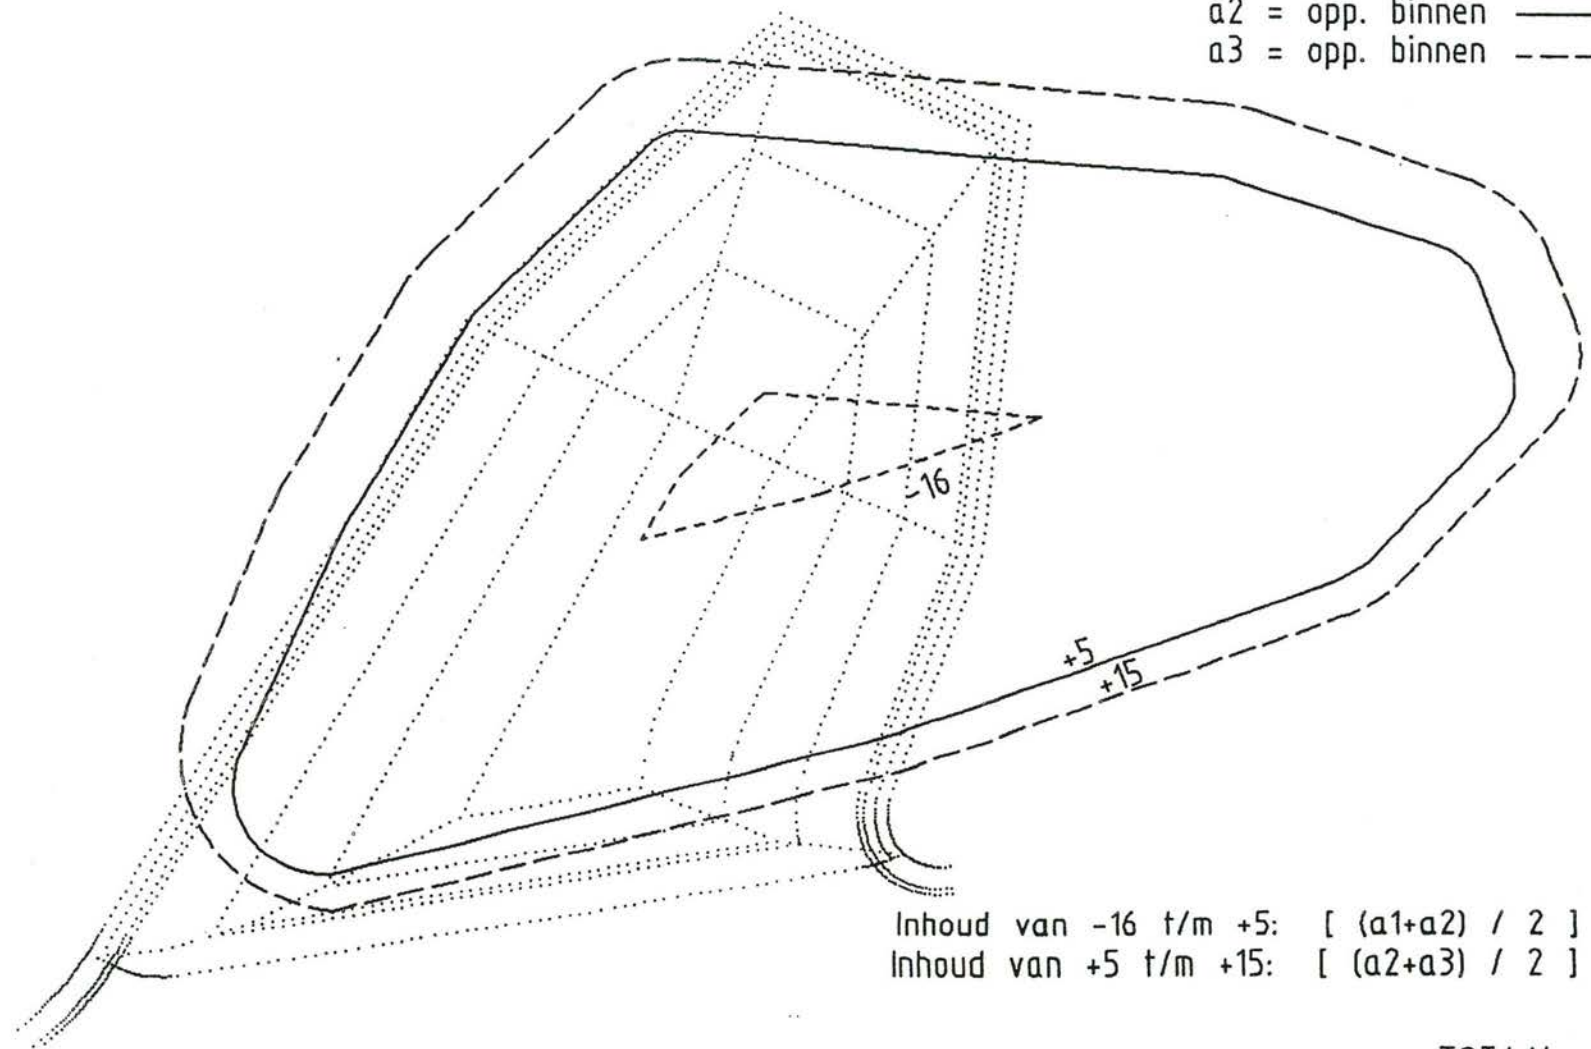 a2 = opp. binnen
a3 = opp. binnen
-16
+5
+15
Inhoud van -16 t/m +5: [ (a1+a2) / 2 ]
Inhoud van +5 t/m +15: [ (a2+a3) / 2 ]